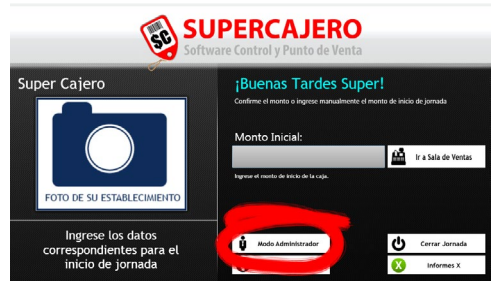 SC
SUPERCAJERO
Software Control y Punto de Venta
Super Cajero
¡Buenas Tardes Super!
Confirme el monto o ingrese manualmente el monto de inicio de jornada
Monto Inicial:
Ir a Sala de Ventas
Ingrese el monto de inicio de la caja.
FOTO DE SU ESTABLECIMIENTO
Ingrese los datos
correspondientes para el
inicio de jornada
Modo Administrador
Cerrar Jornada
X Informes X